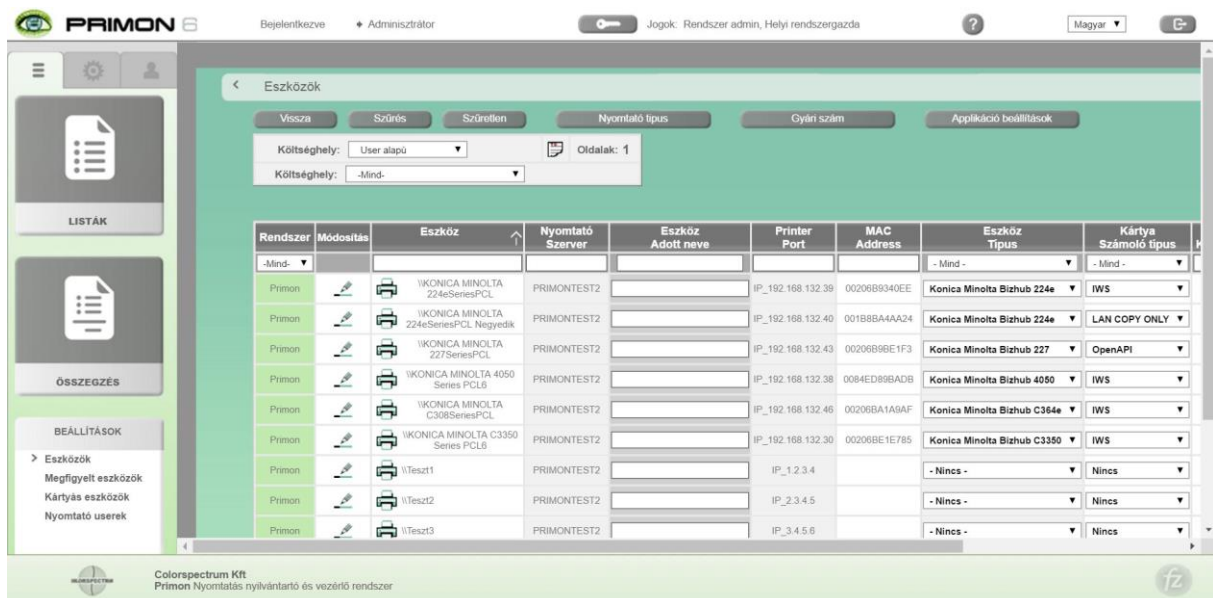 PRIMON 6 Bejelentkezve Adminisztrátor Jogok: Rendszer admin, Helyi rendszergazda ? Magyar
Eszközök
Vissza Szűrés Szűretlen Nyomtató tipus Gyári szám Applikáció beállítások
Költséghely: User alapú Oldalak: 1
Költséghely: -Mind-
LISTÁK
ÖSSZEGZÉS
BEÁLLÍTÁSOK
> Eszközök
Megfigyelt eszközök
Kártyás eszközök
Nyomtató userek
Rendszer Módosítás Eszköz Nyomtató Szerver Eszköz Adott neve Printer Port MAC Address Eszköz Tipus Kártya Számoló tipus
-Mind- - Mind - - Mind -
Primon \\KONICA MINOLTA 224eSeriesPCL PRIMONTEST2 IP_192.168.132.39 00206B9340EE Konica Minolta Bizhub 224e IWS
Primon \\KONICA MINOLTA 224eSeriesPCL Negyedik PRIMONTEST2 IP_192.168.132.40 001B8BA4AA24 Konica Minolta Bizhub 224e LAN COPY ONLY
Primon \\KONICA MINOLTA 227SeriesPCL PRIMONTEST2 IP_192.168.132.43 00206B9BE1F3 Konica Minolta Bizhub 227 OpenAPI
Primon \\KONICA MINOLTA 4050 Series PCL6 PRIMONTEST2 IP_192.168.132.38 0084ED89BADB Konica Minolta Bizhub 4050 IWS
Primon \\KONICA MINOLTA C308SeriesPCL PRIMONTEST2 IP_192.168.132.46 00206BA1A9AF Konica Minolta Bizhub C364e IWS
Primon \\KONICA MINOLTA C3350 Series PCL6 PRIMONTEST2 IP_192.168.132.30 00206BE1E785 Konica Minolta Bizhub C3350 IWS
Primon \\Teszt1 PRIMONTEST2 IP_1.2.3.4 - Nincs - Nincs
Primon \\Teszt2 PRIMONTEST2 IP_2.3.4.5 - Nincs - Nincs
Primon \\Teszt3 PRIMONTEST2 IP_3.4.5.6 - Nincs - Nincs
Colorspectrum Kft
Primon Nyomtatás nyilvántartó és vezérlő rendszer
fz